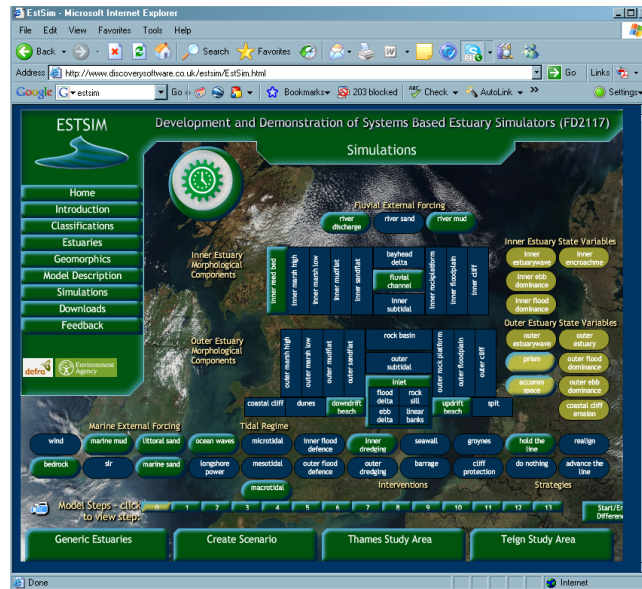 EstSim - Microsoft Internet Explorer
File Edit View Favorites Tools Help
Back Search Favorites
Address http://www.discoverysoftware.co.uk/estsim/EstSim.html Go Links
Google estsim Go Bookmarks 203 blocked Check AutoLink Settings
ESTSIM
Development and Demonstration of Systems Based Estuary Simulators (FD2117)
Simulations
Home
Introduction
Classifications
Estuaries
Geomorphics
Model Description
Simulations
Downloads
Feedback
defra Environment Agency
Fluvial External Forcing
river discharge
river sand
river mud
Inner Estuary Morphological Components
inner reed bed
inner marsh high
inner marsh low
inner mudflat
inner sandflat
bayhead delta
fluvial channel
inner subtidal
inner rockplatform
inner floodplain
inner cliff
Inner Estuary State Variables
inner estuarywave
inner encroachme
inner ebb dominance
inner flood dominance
Outer Estuary Morphological Components
outer marsh high
outer marsh low
outer mudflat
outer sandflat
rock basin
outer subtidal
inlet
flood delta
rock sill
ebb delta
linear banks
outer rock platform
outer floodplain
outer cliff
coastal cliff
dunes
downdrift beach
updrift beach
spit
Outer Estuary State Variables
outer estuarywave
outer estuary
prism
outer flood dominance
accomm space
outer ebb dominance
coastal cliff erosion
Marine External Forcing
Tidal Regime
wind
marine mud
littoral sand
ocean waves
microtidal
inner flood defence
inner dredging
seawall
groynes
hold the line
realign
bedrock
slr
marine sand
longshore power
mesotidal
outer flood defence
outer dredging
barrage
cliff protection
do nothing
advance the line
macrotidal
Interventions
Strategies
Model Steps - click to view step:
0 1 2 3 4 5 6 7 8 9 10 11 12 13
Start/En
Differen
Generic Estuaries
Create Scenario
Thames Study Area
Teign Study Area
Done
Internet